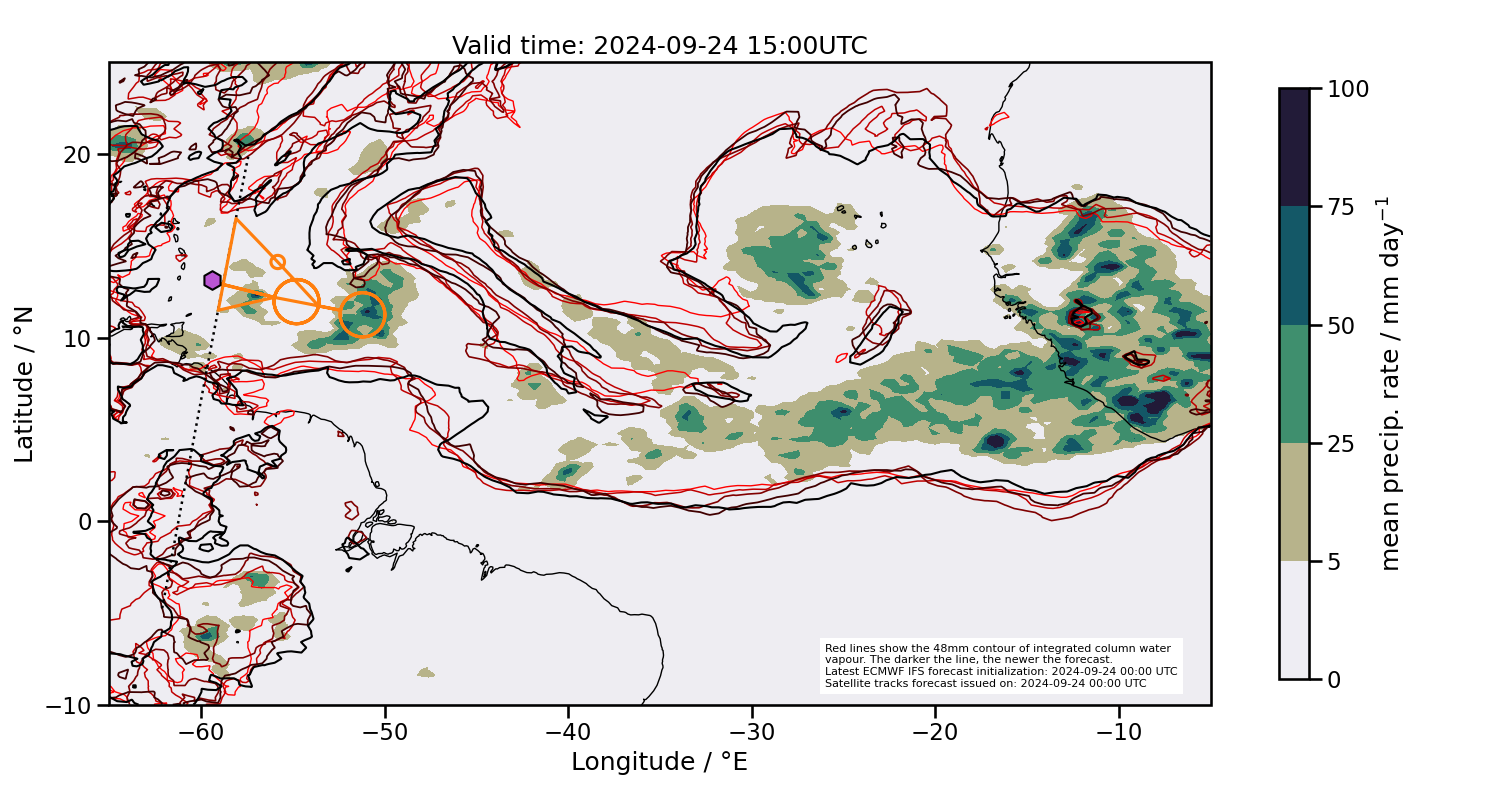 Valid time: 2024-09-24 15:00UTC
Latitude / °N
20
10
0
−10
−60
−50
−40
−30
−20
−10
Longitude / °E
Red lines show the 48mm contour of integrated column water
vapour. The darker the line, the newer the forecast.
Latest ECMWF IFS forecast initialization: 2024-09-24 00:00 UTC
Satellite tracks forecast issued on: 2024-09-24 00:00 UTC
100
75
50
25
5
0
mean precip. rate / mm day⁻¹